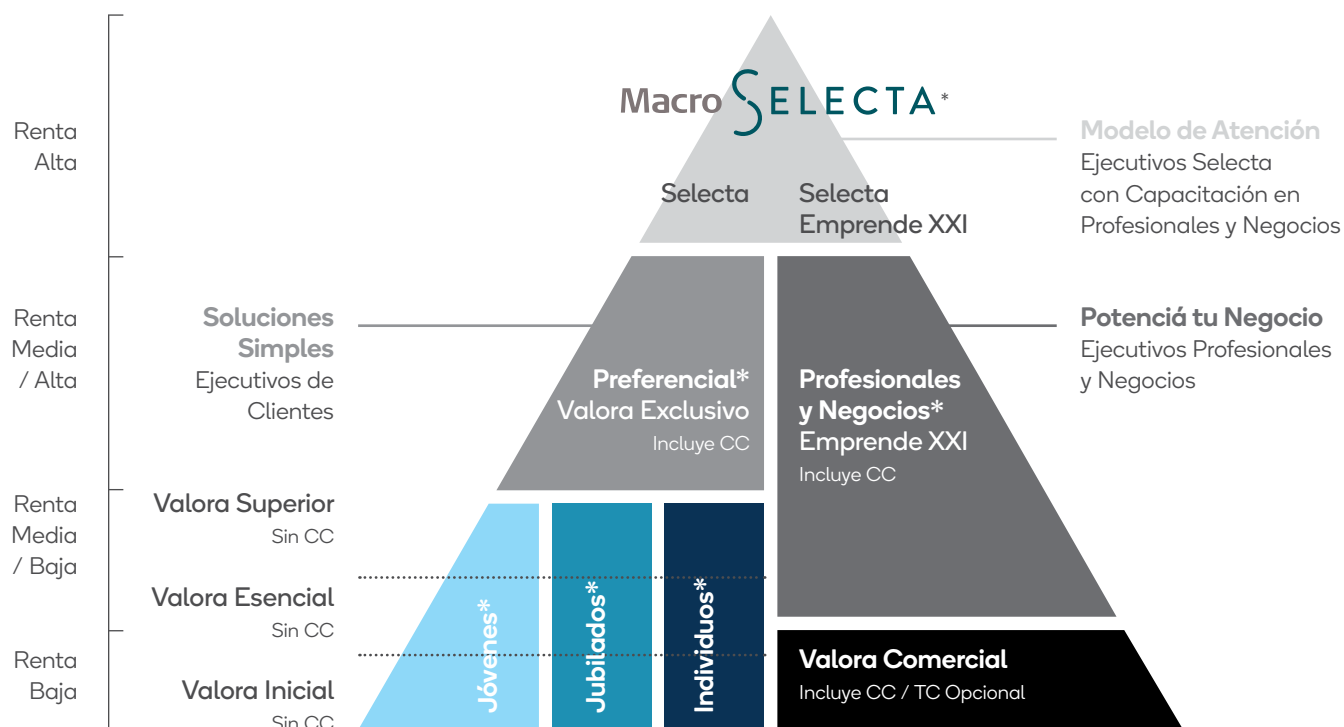 Macro SELECTA*
Renta
Alta
Selecta
Selecta
Emprende XXI
Modelo de Atención
Ejecutivos Selecta
con Capacitación en
Profesionales y Negocios
Renta
Media
/ Alta
Soluciones
Simples
Ejecutivos de
Clientes
Preferencial*
Valora Exclusivo
Incluye CC
Profesionales
y Negocios*
Emprende XXI
Incluye CC
Potenciá tu Negocio
Ejecutivos Profesionales
y Negocios
Renta
Media
/ Baja
Valora Superior
Sin CC
Valora Esencial
Sin CC
Renta
Baja
Valora Inicial
Sin CC
Jóvenes*
Jubilados*
Individuos*
Valora Comercial
Incluye CC / TC Opcional